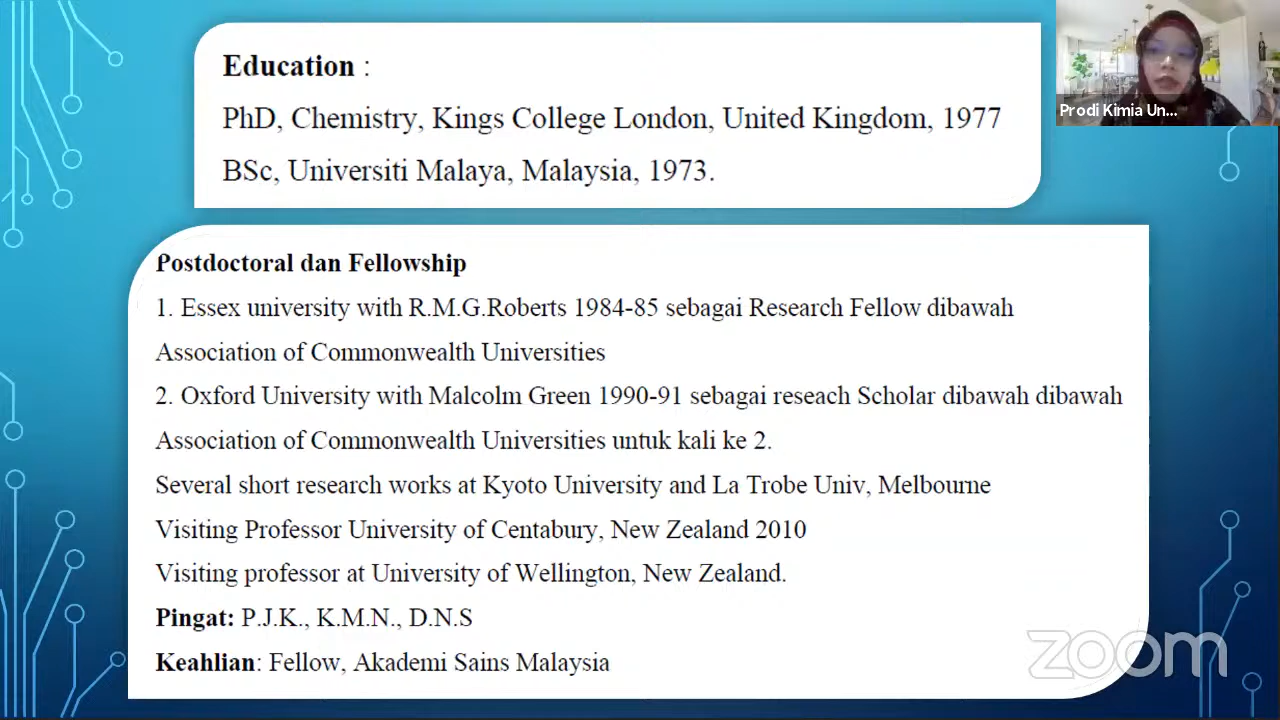 Education :
PhD, Chemistry, Kings College London, United Kingdom, 1977
BSc, Universiti Malaya, Malaysia, 1973.
Prodi Kimia Un...
Postdoctoral dan Fellowship
1. Essex university with R.M.G.Roberts 1984-85 sebagai Research Fellow dibawah
Association of Commonwealth Universities
2. Oxford University with Malcolm Green 1990-91 sebagai reseach Scholar dibawah dibawah
Association of Commonwealth Universities untuk kali ke 2.
Several short research works at Kyoto University and La Trobe Univ, Melbourne
Visiting Professor University of Centabury, New Zealand 2010
Visiting professor at University of Wellington, New Zealand.
Pingat: P.J.K., K.M.N., D.N.S
Keahlian: Fellow, Akademi Sains Malaysia
zoom